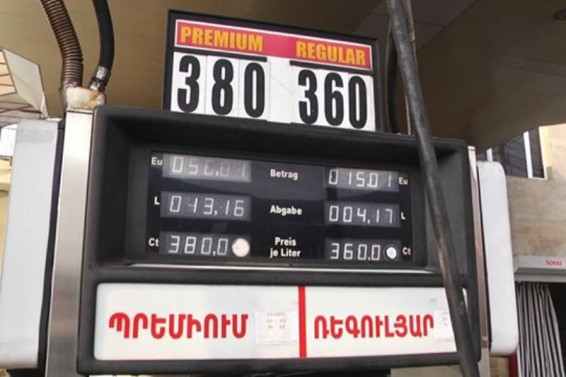 PREMIUM REGULAR
380 360
Eu 050.01 Betrag 015.01 Eu
L 013,16 Abgabe 004,17 L
Ct 380.0 Preis je Liter 360.0 Ct
ՊՐԵՄԻՈՒՄ ՌԵԳՈՒԼՅԱՐ